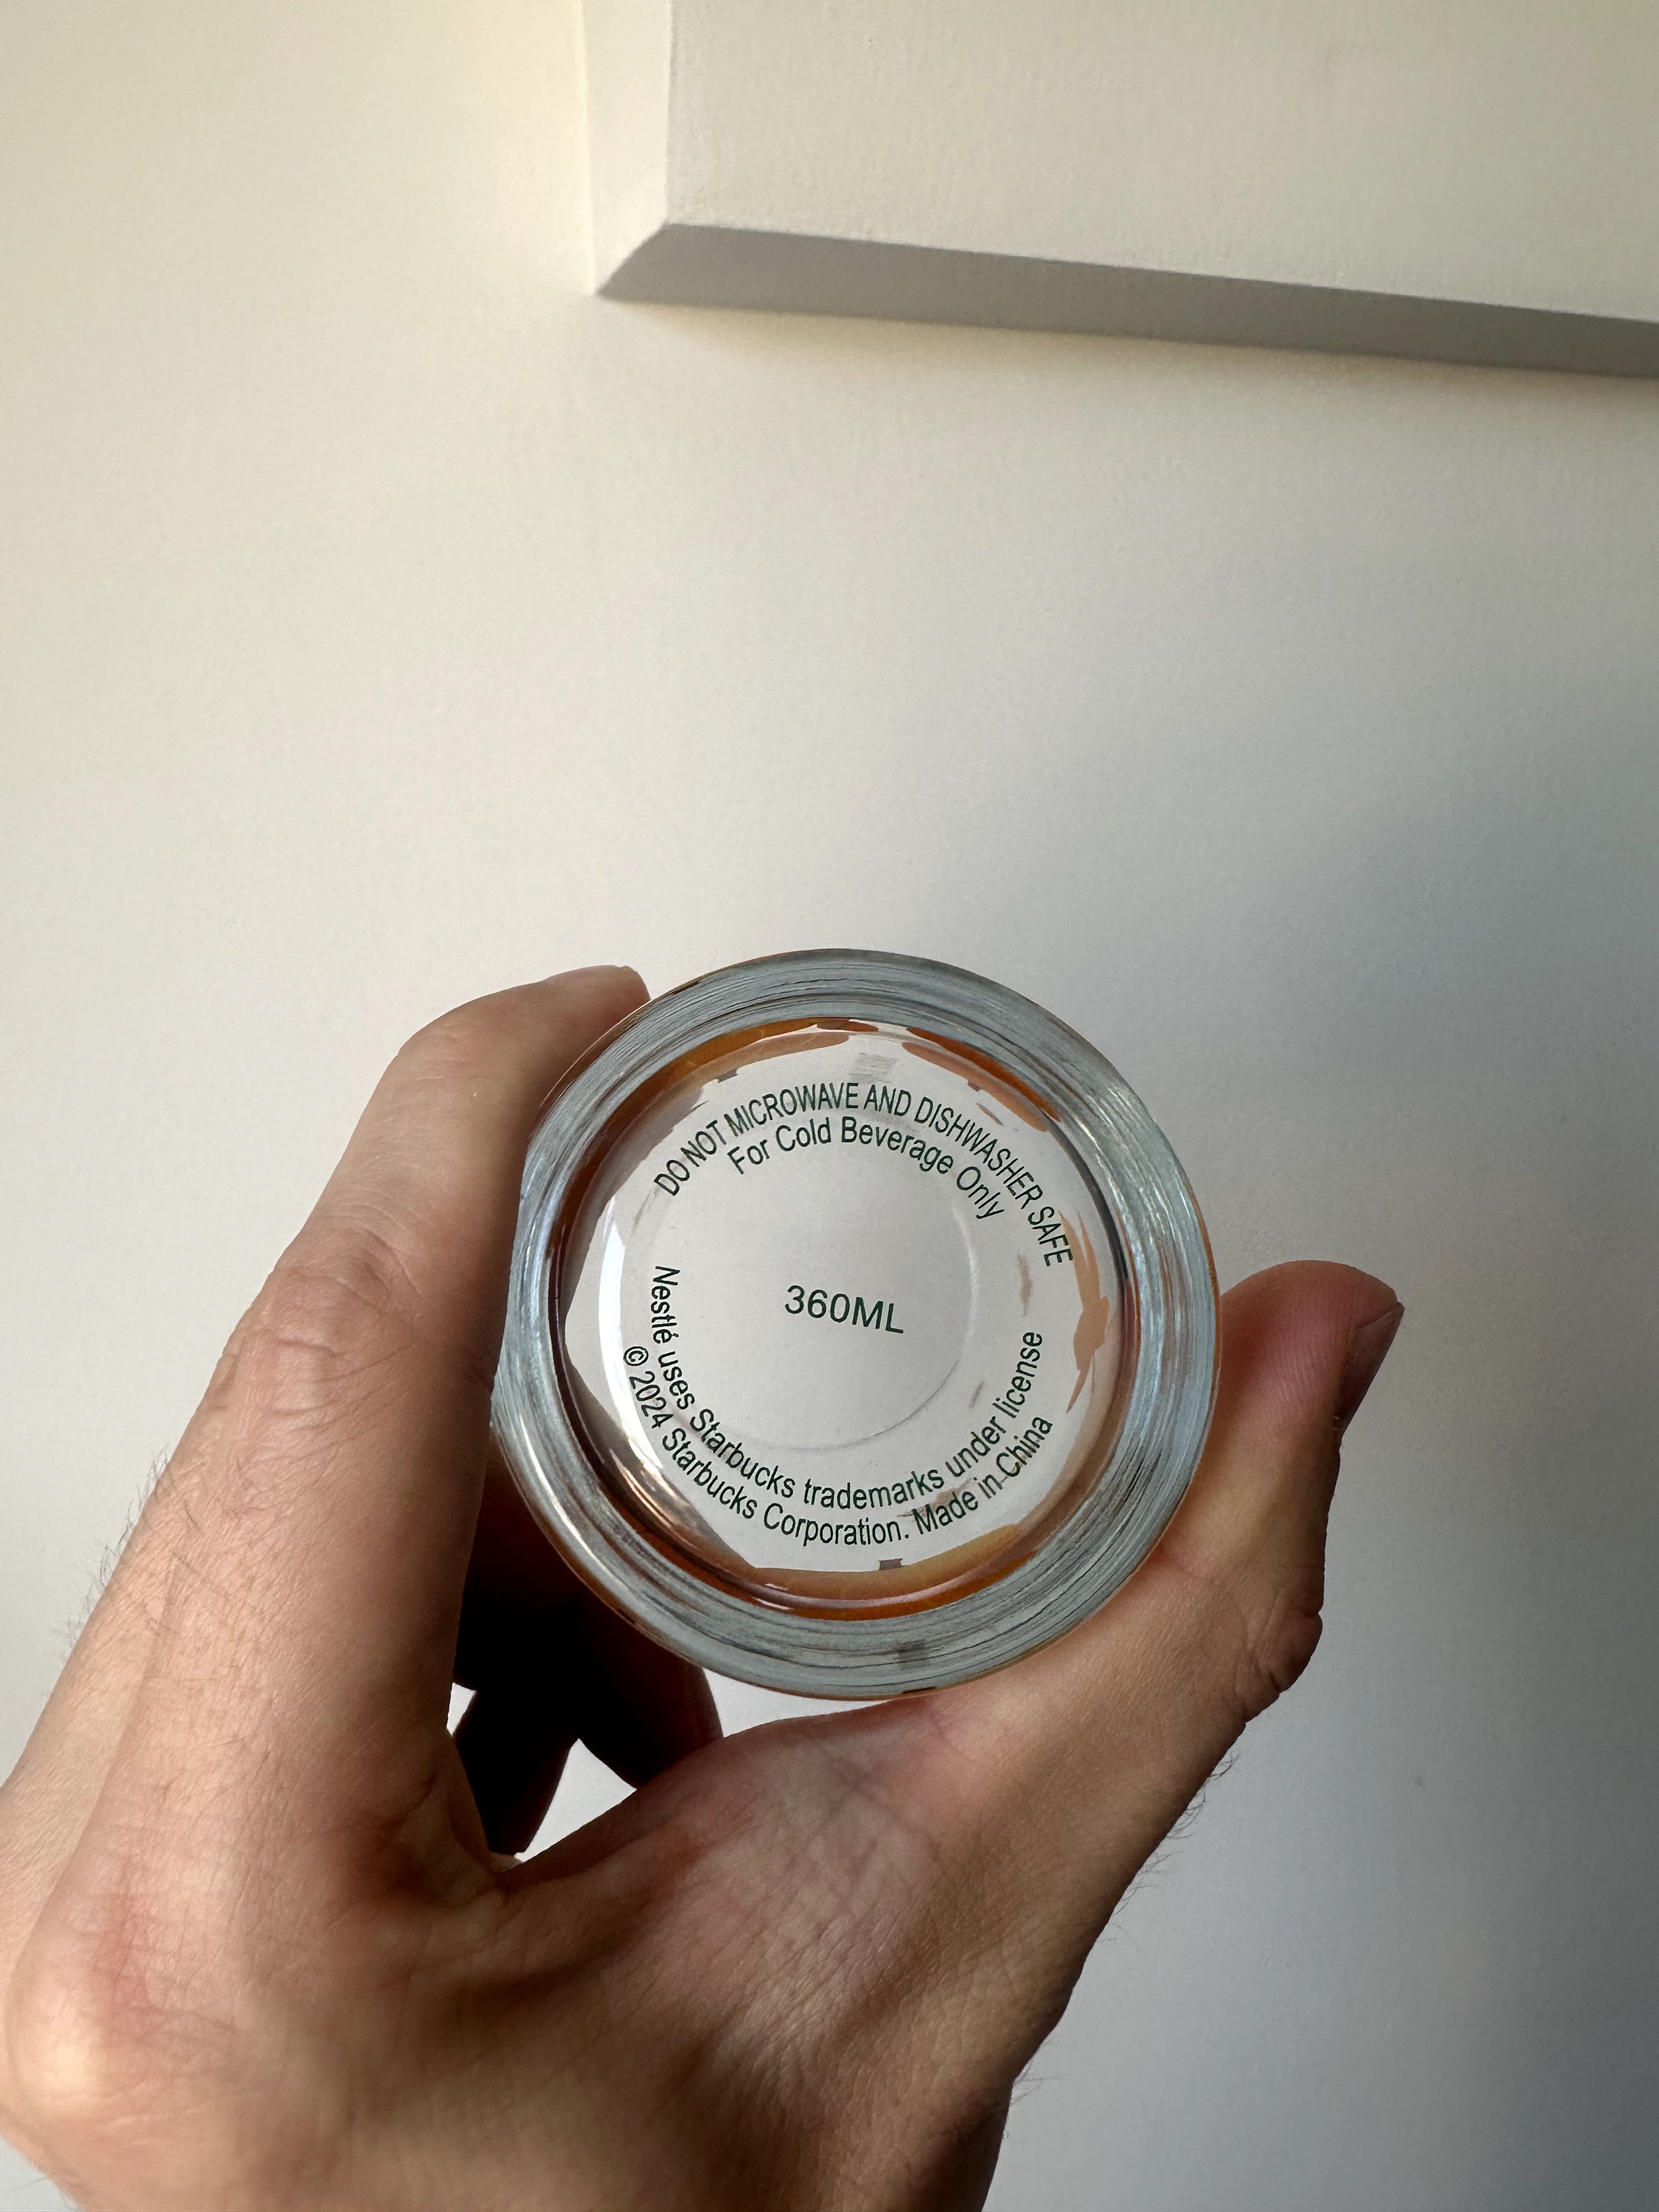 DO NOT MICROWAVE AND DISHWASHER SAFE
For Cold Beverage Only
360ML
Nestlé uses Starbucks trademarks under license
© 2024 Starbucks Corporation. Made in China